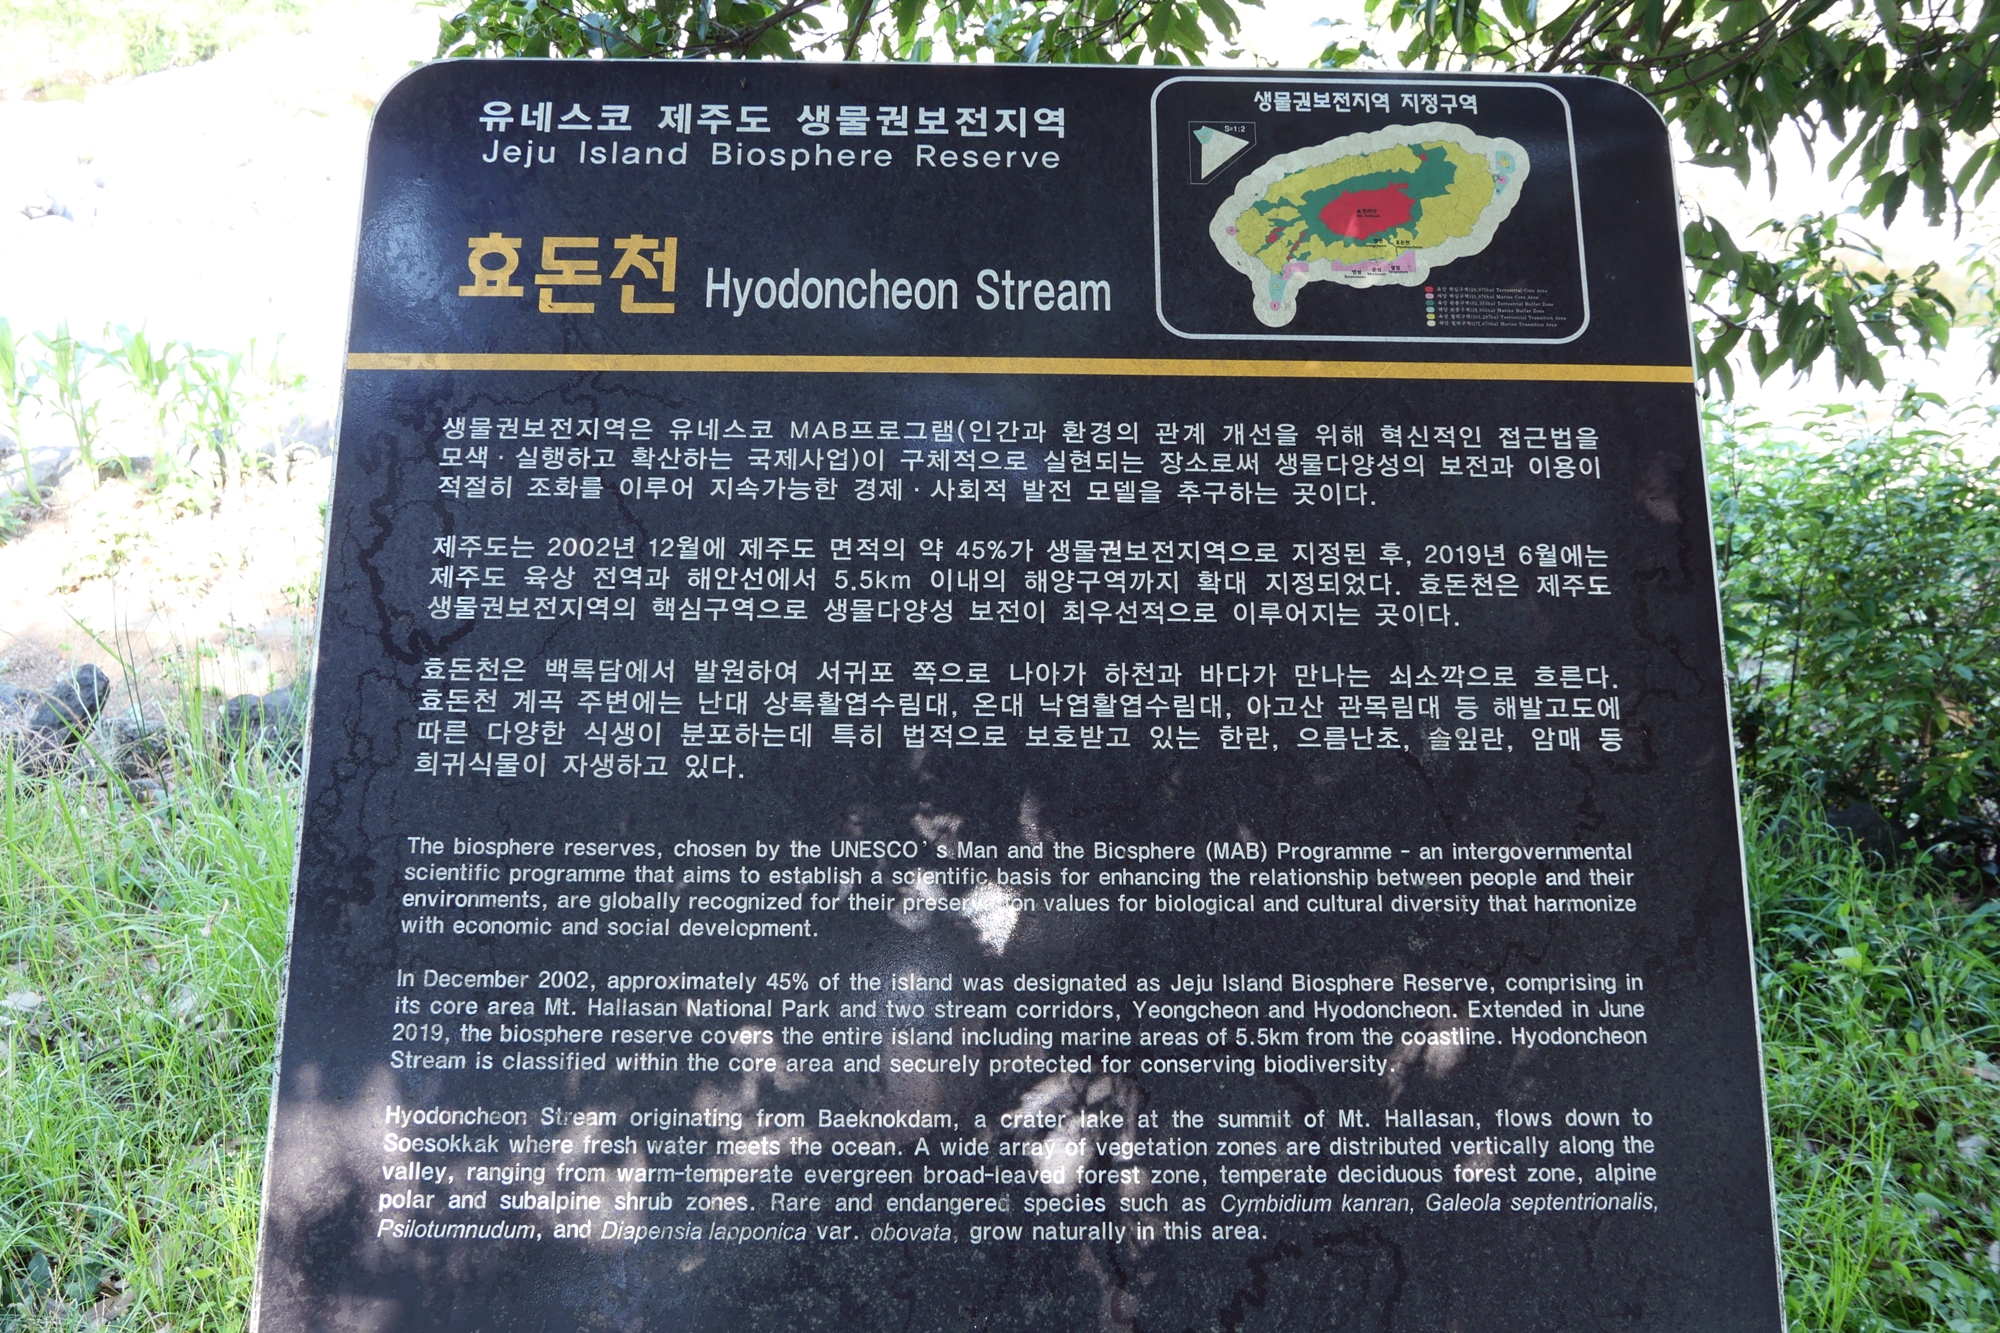 유네스코 제주도 생물권보전지역
Jeju Island Biosphere Reserve
효돈천 Hyodoncheon Stream
생물권보전지역 지정구역
S=1:2
생물권보전지역은 유네스코 MAB프로그램(인간과 환경의 관계 개선을 위해 혁신적인 접근법을
모색·실행하고 확산하는 국제사업)이 구체적으로 실현되는 장소로써 생물다양성의 보전과 이용이
적절히 조화를 이루어 지속가능한 경제·사회적 발전 모델을 추구하는 곳이다.
제주도는 2002년 12월에 제주도 면적의 약 45%가 생물권보전지역으로 지정된 후, 2019년 6월에는
제주도 육상 전역과 해안선에서 5.5km 이내의 해양구역까지 확대 지정되었다. 효돈천은 제주도
생물권보전지역의 핵심구역으로 생물다양성 보전이 최우선적으로 이루어지는 곳이다.
효돈천은 백록담에서 발원하여 서귀포 쪽으로 나아가 하천과 바다가 만나는 쇠소깍으로 흐른다.
효돈천 계곡 주변에는 난대 상록활엽수림대, 온대 낙엽활엽수림대, 아고산 관목림대 등 해발고도에
따른 다양한 식생이 분포하는데 특히 법적으로 보호받고 있는 한란, 으름난초, 솔잎란, 암매 등
희귀식물이 자생하고 있다.
The biosphere reserves, chosen by the UNESCO's Man and the Biosphere (MAB) Programme - an intergovernmental
scientific programme that aims to establish a scientific basis for enhancing the relationship between people and their
environments, are globally recognized for their preservation values for biological and cultural diversity that harmonize
with economic and social development.
In December 2002, approximately 45% of the island was designated as Jeju Island Biosphere Reserve, comprising in
its core area Mt. Hallasan National Park and two stream corridors, Yeongcheon and Hyodoncheon. Extended in June
2019, the biosphere reserve covers the entire island including marine areas of 5.5km from the coastline. Hyodoncheon
Stream is classified within the core area and securely protected for conserving biodiversity.
Hyodoncheon Stream originating from Baeknokdam, a crater lake at the summit of Mt. Hallasan, flows down to
Soesokkak where fresh water meets the ocean. A wide array of vegetation zones are distributed vertically along the
valley, ranging from warm-temperate evergreen broad-leaved forest zone, temperate deciduous forest zone, alpine
polar and subalpine shrub zones. Rare and endangered species such as Cymbidium kanran, Galeola septentrionalis,
Psilotumnudum, and Diapensia lapponica var. obovata, grow naturally in this area.